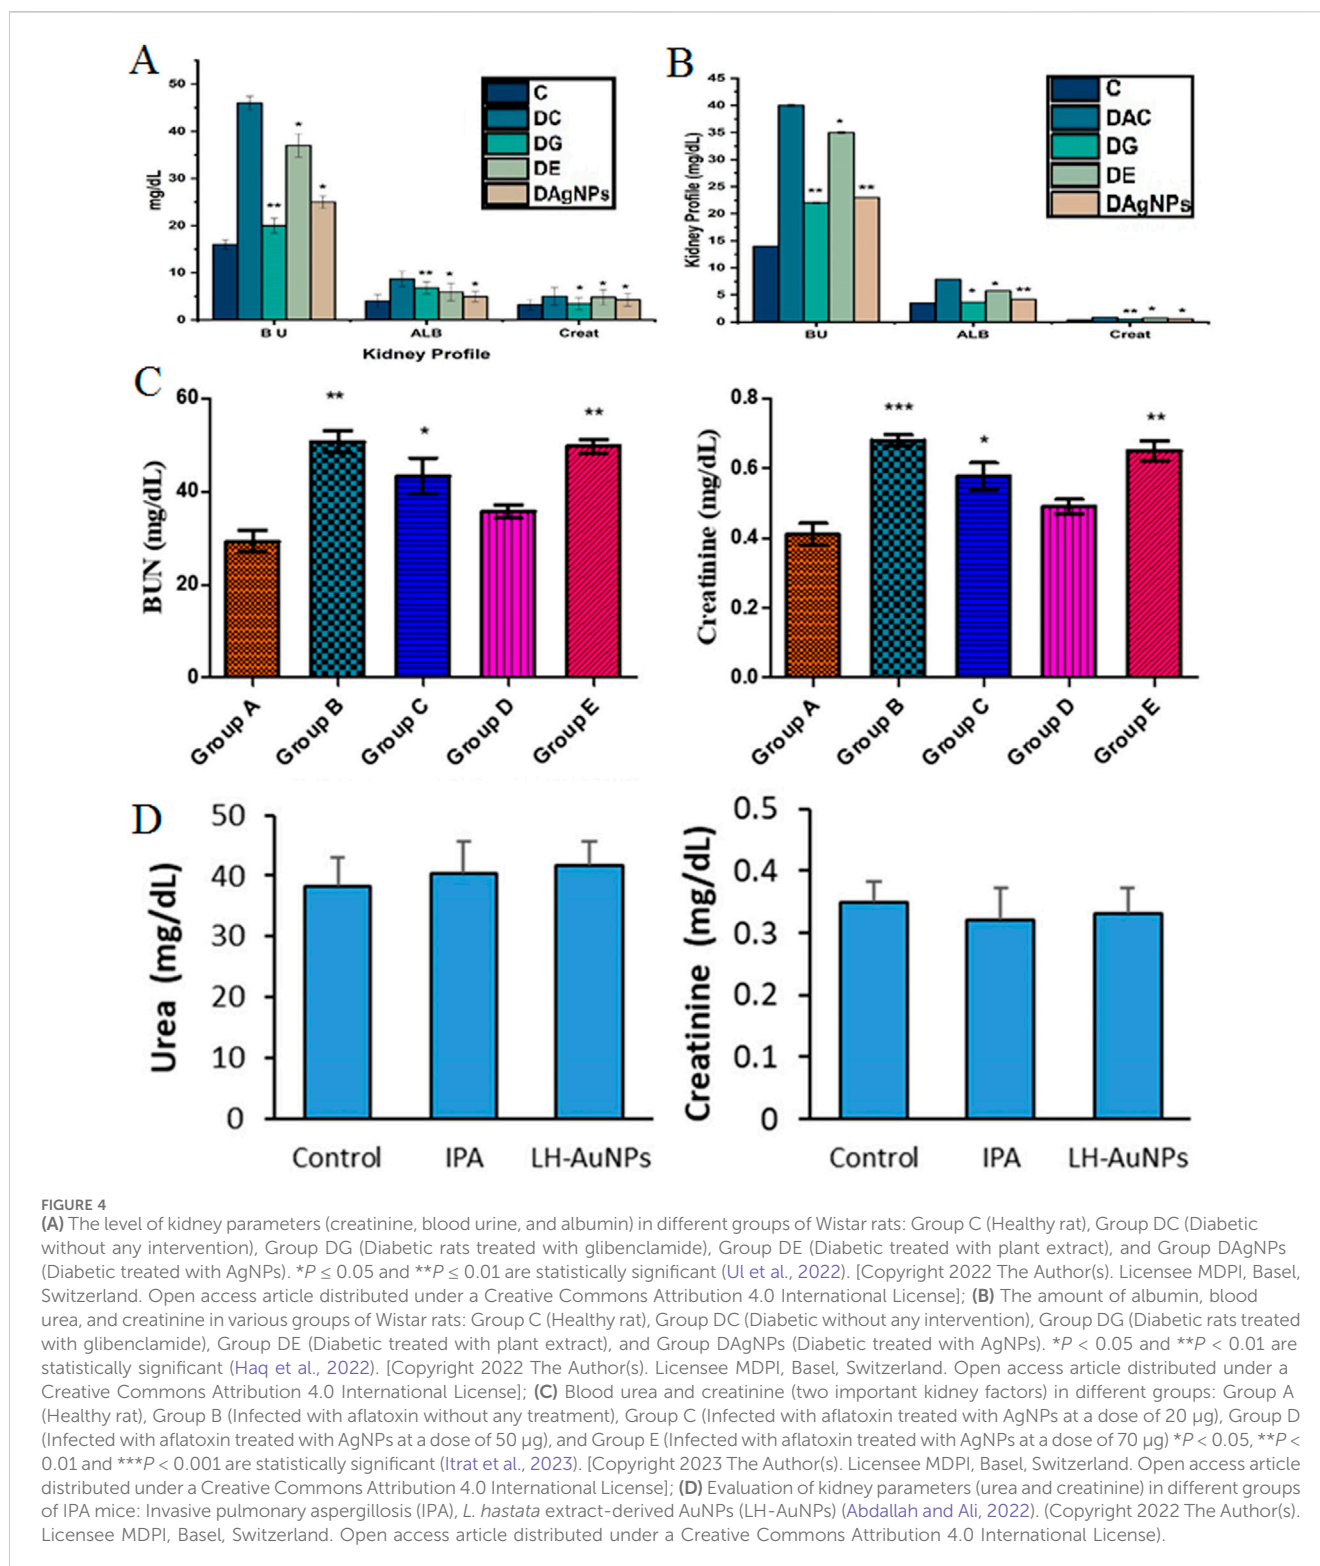 A
50
40
30
20
10
0
mg/dL
C
DC
DG
DE
DAgNPs
**
*
*
**
*
*
*
*
*
B U
ALB
Creat
Kidney Profile
B
45
40
35
30
25
20
15
10
5
0
Kidney Profile (mg/dL)
C
DAC
DG
DE
DAgNPs
**
*
**
*
*
**
**
*
*
BU
ALB
Creat
C
60
40
20
0
BUN (mg/dL)
**
*
**
Group A
Group B
Group C
Group D
Group E
0.8
0.6
0.4
0.2
0.0
Creatinine (mg/dL)
***
*
**
Group A
Group B
Group C
Group D
Group E
D
50
40
30
20
10
0
Urea (mg/dL)
Control
IPA
LH-AuNPs
0.5
0.4
0.3
0.2
0.1
0
Creatinine (mg/dL)
Control
IPA
LH-AuNPs
FIGURE 4
(A) The level of kidney parameters (creatinine, blood urine, and albumin) in different groups of Wistar rats: Group C (Healthy rat), Group DC (Diabetic
without any intervention), Group DG (Diabetic rats treated with glibenclamide), Group DE (Diabetic treated with plant extract), and Group DAgNPs
(Diabetic treated with AgNPs). *P ≤ 0.05 and **P ≤ 0.01 are statistically significant (Ul et al., 2022). [Copyright 2022 The Author(s). Licensee MDPI, Basel,
Switzerland. Open access article distributed under a Creative Commons Attribution 4.0 International License]; (B) The amount of albumin, blood
urea, and creatinine in various groups of Wistar rats: Group C (Healthy rat), Group DC (Diabetic without any intervention), Group DG (Diabetic rats treated
with glibenclamide), Group DE (Diabetic treated with plant extract), and Group DAgNPs (Diabetic treated with AgNPs). *P < 0.05 and **P < 0.01 are
statistically significant (Haq et al., 2022). [Copyright 2022 The Author(s). Licensee MDPI, Basel, Switzerland. Open access article distributed under a
Creative Commons Attribution 4.0 International License]; (C) Blood urea and creatinine (two important kidney factors) in different groups: Group A
(Healthy rat), Group B (Infected with aflatoxin without any treatment), Group C (Infected with aflatoxin treated with AgNPs at a dose of 20 μg), Group D
(Infected with aflatoxin treated with AgNPs at a dose of 50 μg), and Group E (Infected with aflatoxin treated with AgNPs at a dose of 70 μg) *P < 0.05, **P <
0.01 and ***P < 0.001 are statistically significant (Itrat et al., 2023). [Copyright 2023 The Author(s). Licensee MDPI, Basel, Switzerland. Open access article
distributed under a Creative Commons Attribution 4.0 International License]; (D) Evaluation of kidney parameters (urea and creatinine) in different groups
of IPA mice: Invasive pulmonary aspergillosis (IPA), L. hastata extract-derived AuNPs (LH-AuNPs) (Abdallah and Ali, 2022). (Copyright 2022 The Author(s).
Licensee MDPI, Basel, Switzerland. Open access article distributed under a Creative Commons Attribution 4.0 International License).